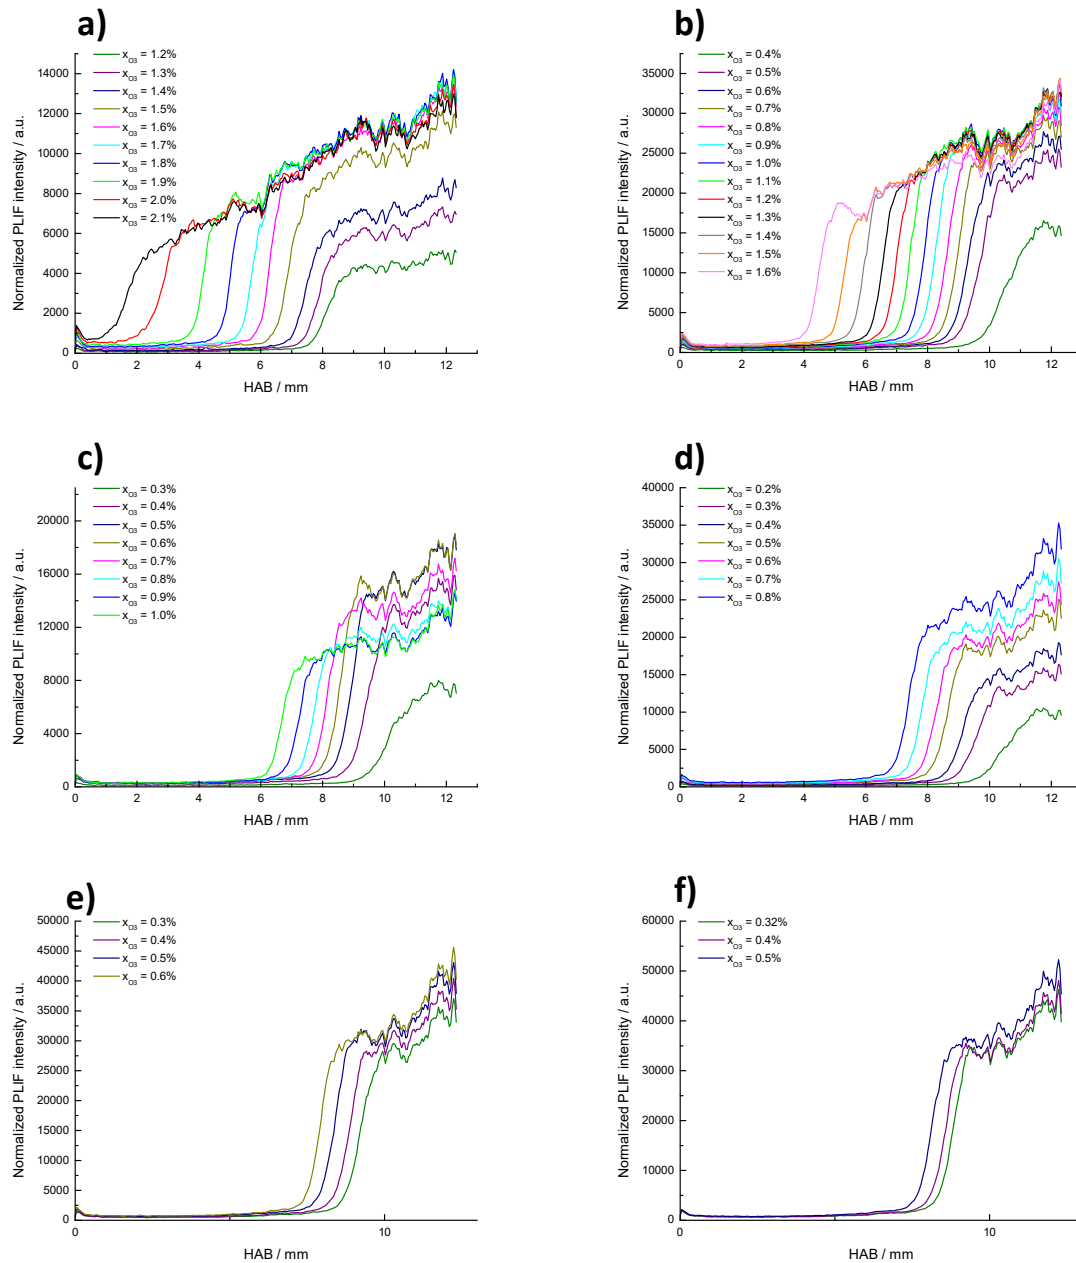 a)
x_O3 = 1.2%
x_O3 = 1.3%
x_O3 = 1.4%
x_O3 = 1.5%
x_O3 = 1.6%
x_O3 = 1.7%
x_O3 = 1.8%
x_O3 = 1.9%
x_O3 = 2.0%
x_O3 = 2.1%
Normalized PLIF intensity / a.u.
14000
12000
10000
8000
6000
4000
2000
0
0 2 4 6 8 10 12
HAB / mm
b)
x_O3 = 0.4%
x_O3 = 0.5%
x_O3 = 0.6%
x_O3 = 0.7%
x_O3 = 0.8%
x_O3 = 0.9%
x_O3 = 1.0%
x_O3 = 1.1%
x_O3 = 1.2%
x_O3 = 1.3%
x_O3 = 1.4%
x_O3 = 1.5%
x_O3 = 1.6%
Normalized PLIF intensity / a.u.
35000
30000
25000
20000
15000
10000
5000
0
0 2 4 6 8 10 12
HAB / mm
c)
x_O3 = 0.3%
x_O3 = 0.4%
x_O3 = 0.5%
x_O3 = 0.6%
x_O3 = 0.7%
x_O3 = 0.8%
x_O3 = 0.9%
x_O3 = 1.0%
Normalized PLIF intensity / a.u.
20000
16000
12000
8000
4000
0
0 2 4 6 8 10 12
HAB / mm
d)
x_O3 = 0.2%
x_O3 = 0.3%
x_O3 = 0.4%
x_O3 = 0.5%
x_O3 = 0.6%
x_O3 = 0.7%
x_O3 = 0.8%
Normalized PLIF intensity / a.u.
40000
35000
30000
25000
20000
15000
10000
5000
0
0 2 4 6 8 10 12
HAB / mm
e)
x_O3 = 0.3%
x_O3 = 0.4%
x_O3 = 0.5%
x_O3 = 0.6%
Normalized PLIF intensity / a.u.
50000
45000
40000
35000
30000
25000
20000
15000
10000
5000
0
0 10
HAB / mm
f)
x_O3 = 0.32%
x_O3 = 0.4%
x_O3 = 0.5%
Normalized PLIF intensity / a.u.
60000
50000
40000
30000
20000
10000
0
0 10
HAB / mm